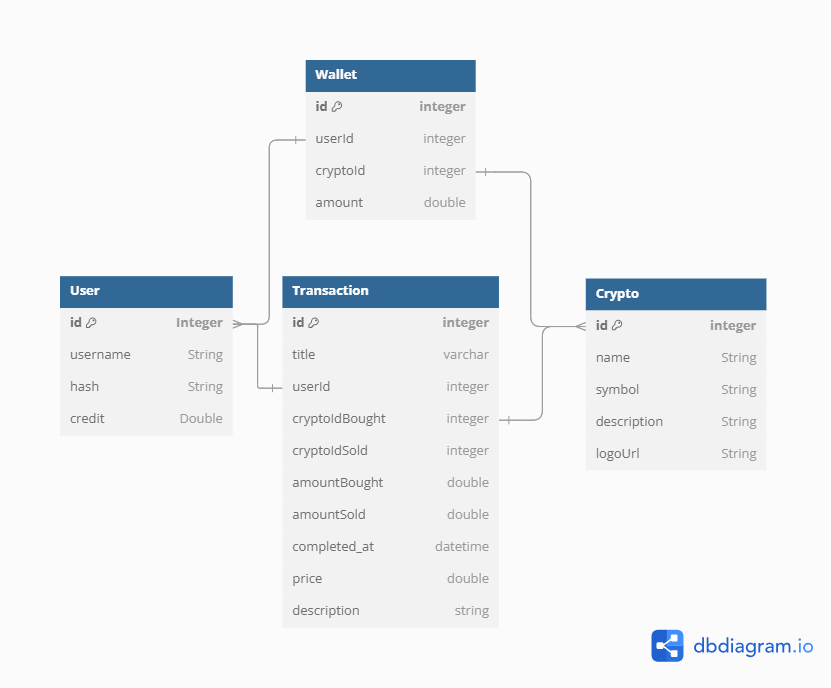 Wallet
id integer
userId integer
cryptoId integer
amount double
User
id Integer
username String
hash String
credit Double
Transaction
id integer
title varchar
userId integer
cryptoIdBought integer
cryptoIdSold integer
amountBought double
amountSold double
completed_at datetime
price double
description string
Crypto
id integer
name String
symbol String
description String
logoUrl String
dbdiagram.io